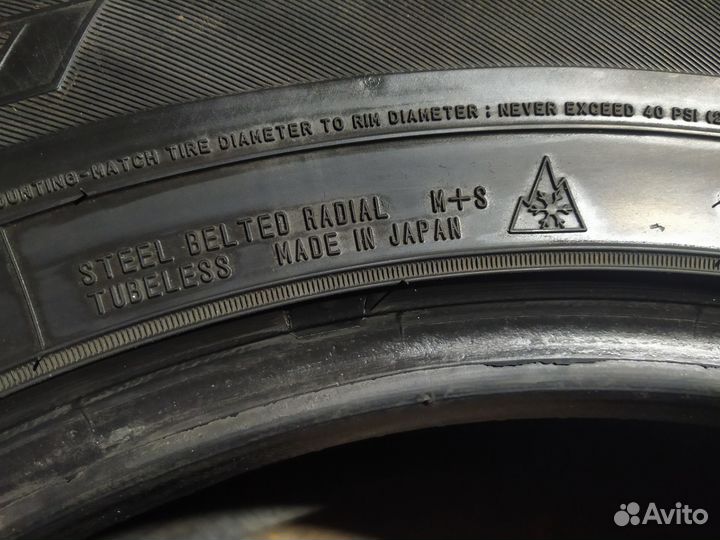 OUNTING-MATCH TIRE DIAMETER TO RIM DIAMETER ; NEVER EXCEED 40 PSI (2
STEEL BELTED RADIAL M+S
TUBELESS MADE IN JAPAN
Avito